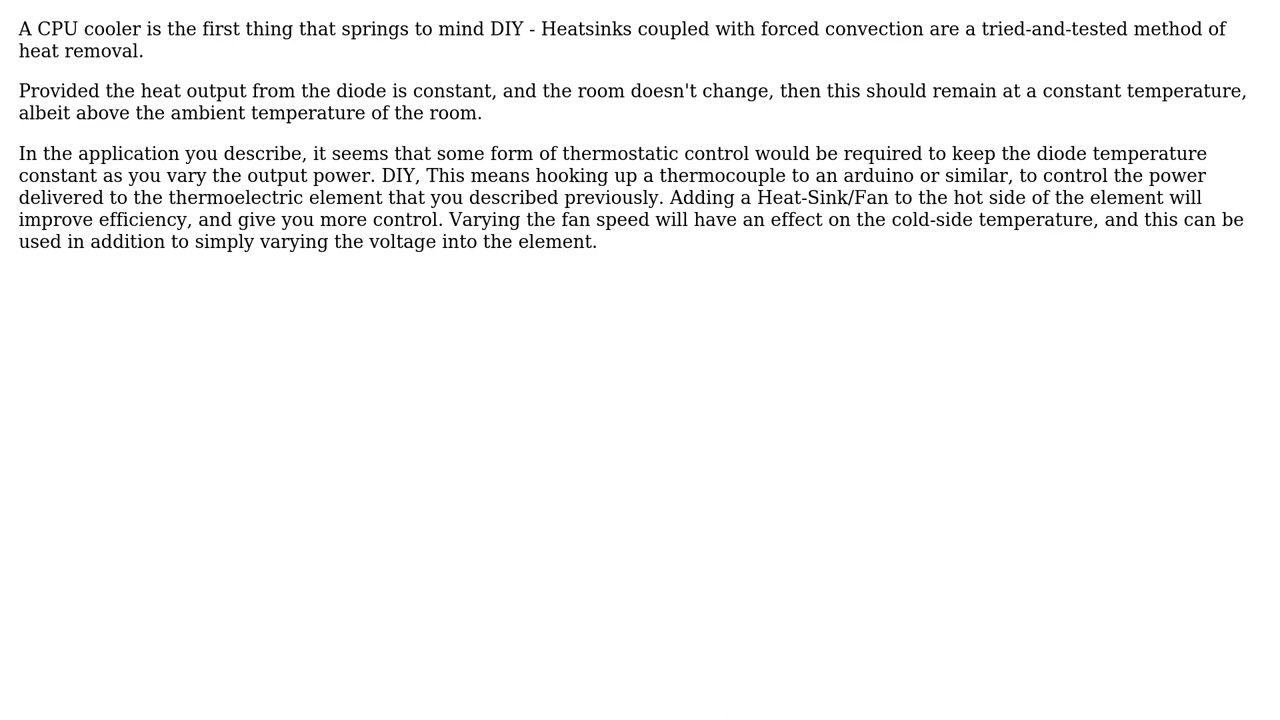 A CPU cooler is the first thing that springs to mind DIY - Heatsinks coupled with forced convection are a tried-and-tested method of
heat removal.
Provided the heat output from the diode is constant, and the room doesn't change, then this should remain at a constant temperature,
albeit above the ambient temperature of the room.
In the application you describe, it seems that some form of thermostatic control would be required to keep the diode temperature
constant as you vary the output power. DIY, This means hooking up a thermocouple to an arduino or similar, to control the power
delivered to the thermoelectric element that you described previously. Adding a Heat-Sink/Fan to the hot side of the element will
improve efficiency, and give you more control. Varying the fan speed will have an effect on the cold-side temperature, and this can be
used in addition to simply varying the voltage into the element.